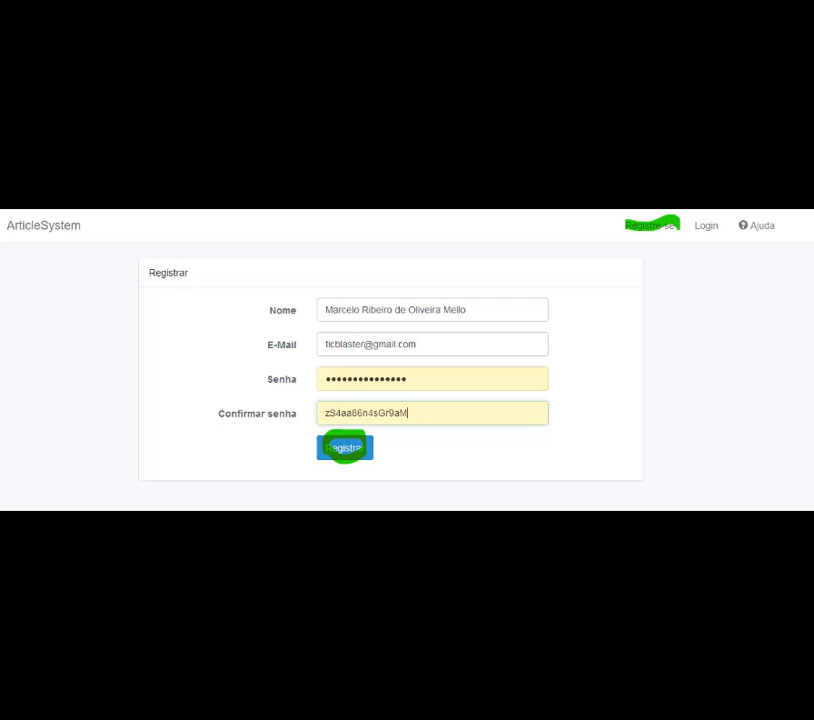 ArticleSystem Registre-se Login Ajuda
Registrar
Nome Marcelo Ribeiro de Oliveira Mello
E-Mail ticblaster@gmail.com
Senha •••••••••••••••
Confirmar senha zS4aa86n4sGr9aM
Registrar